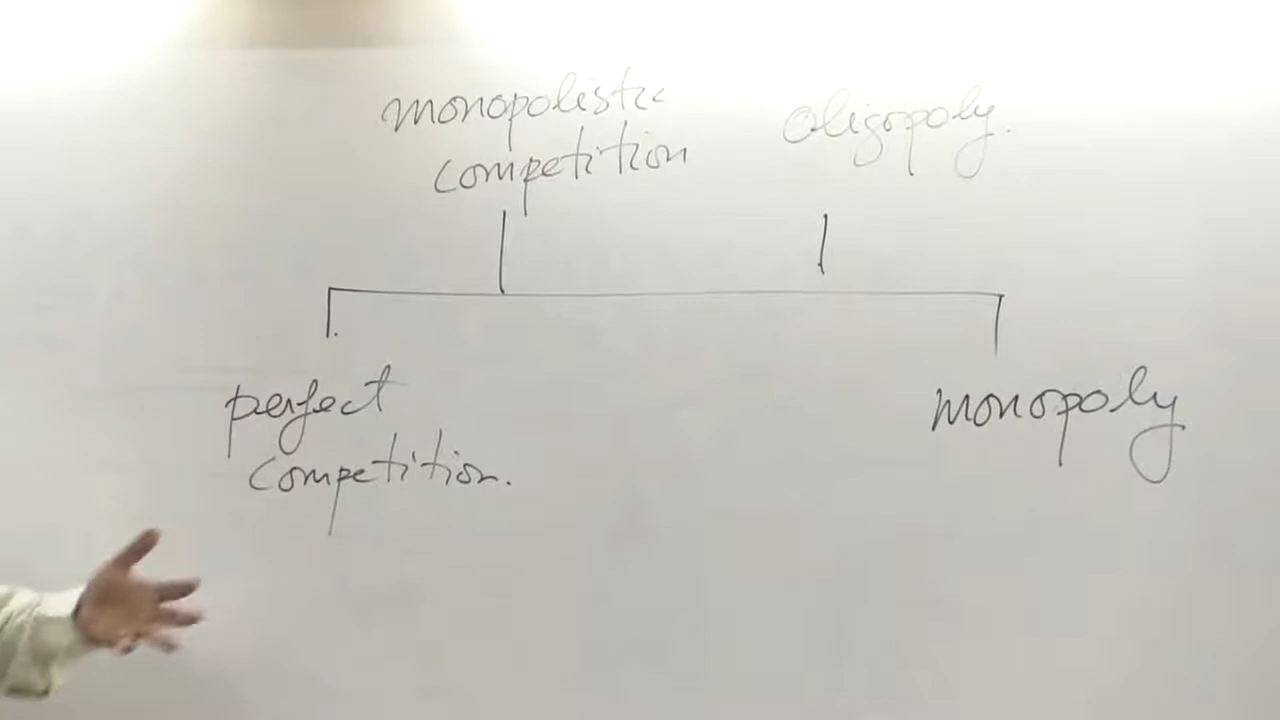 monopolistic
competition
oligopoly.
perfect
competition.
monopoly